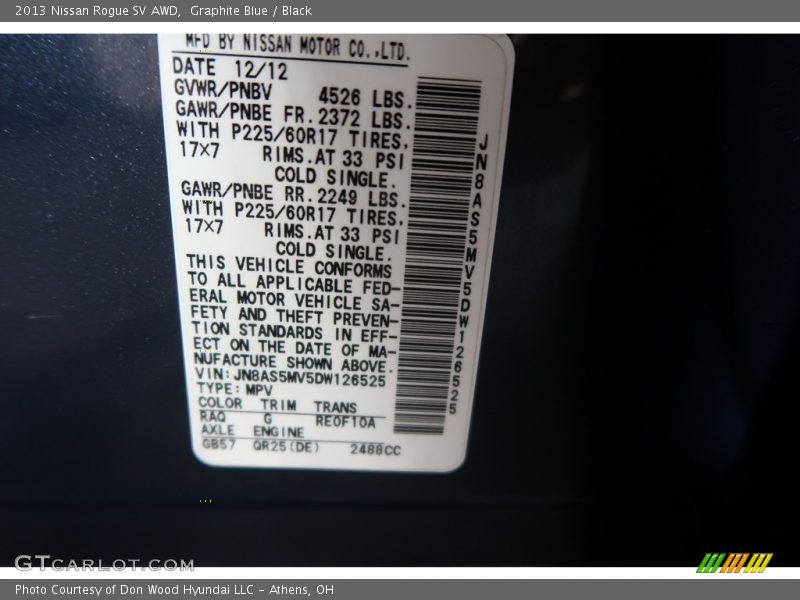 2013 Nissan Rogue SV AWD,  Graphite Blue / Black
MFD BY NISSAN MOTOR CO.,LTD.
DATE 12/12
GVWR/PNBV 4526 LBS.
GAWR/PNBE FR. 2372 LBS.
WITH P225/60R17 TIRES,
17×7 RIMS.AT 33 PSI
COLD SINGLE.
GAWR/PNBE RR. 2249 LBS.
WITH P225/60R17 TIRES,
17×7 RIMS.AT 33 PSI
COLD SINGLE.
THIS VEHICLE CONFORMS
TO ALL APPLICABLE FED-
ERAL MOTOR VEHICLE SA-
FETY AND THEFT PREVEN-
TION STANDARDS IN EFF-
ECT ON THE DATE OF MA-
NUFACTURE SHOWN ABOVE.
VIN: JN8AS5MV5DW126525
TYPE: MPV
COLOR TRIM TRANS
RAQ G RE0F10A
AXLE ENGINE
GB57 QR25(DE) 2488CC
JN8AS5MV5DW126525
GTCARLOT.COM
Photo Courtesy of Don Wood Hyundai LLC - Athens, OH